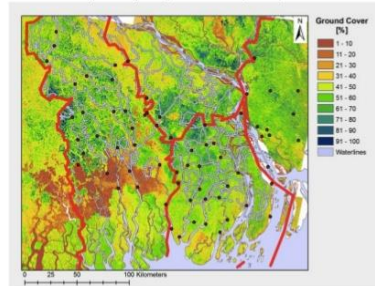 N
Ground Cover
[%]
1 - 10
11 - 20
21 - 30
31 - 40
41 - 50
51 - 60
61 - 70
71 - 80
81 - 90
91 - 100
Waterlines
0 25 50 100 Kilometers